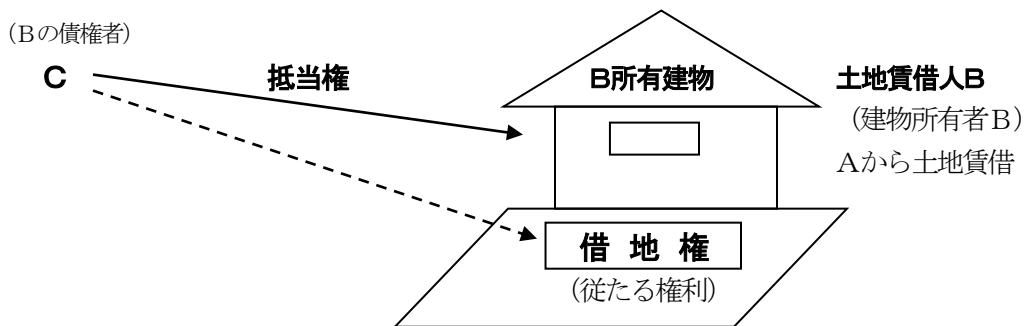 （Ｂの債権者）
Ｃ
抵当権
Ｂ所有建物
土地賃借人Ｂ
（建物所有者Ｂ）
Ａから土地賃借
借地権
（従たる権利）